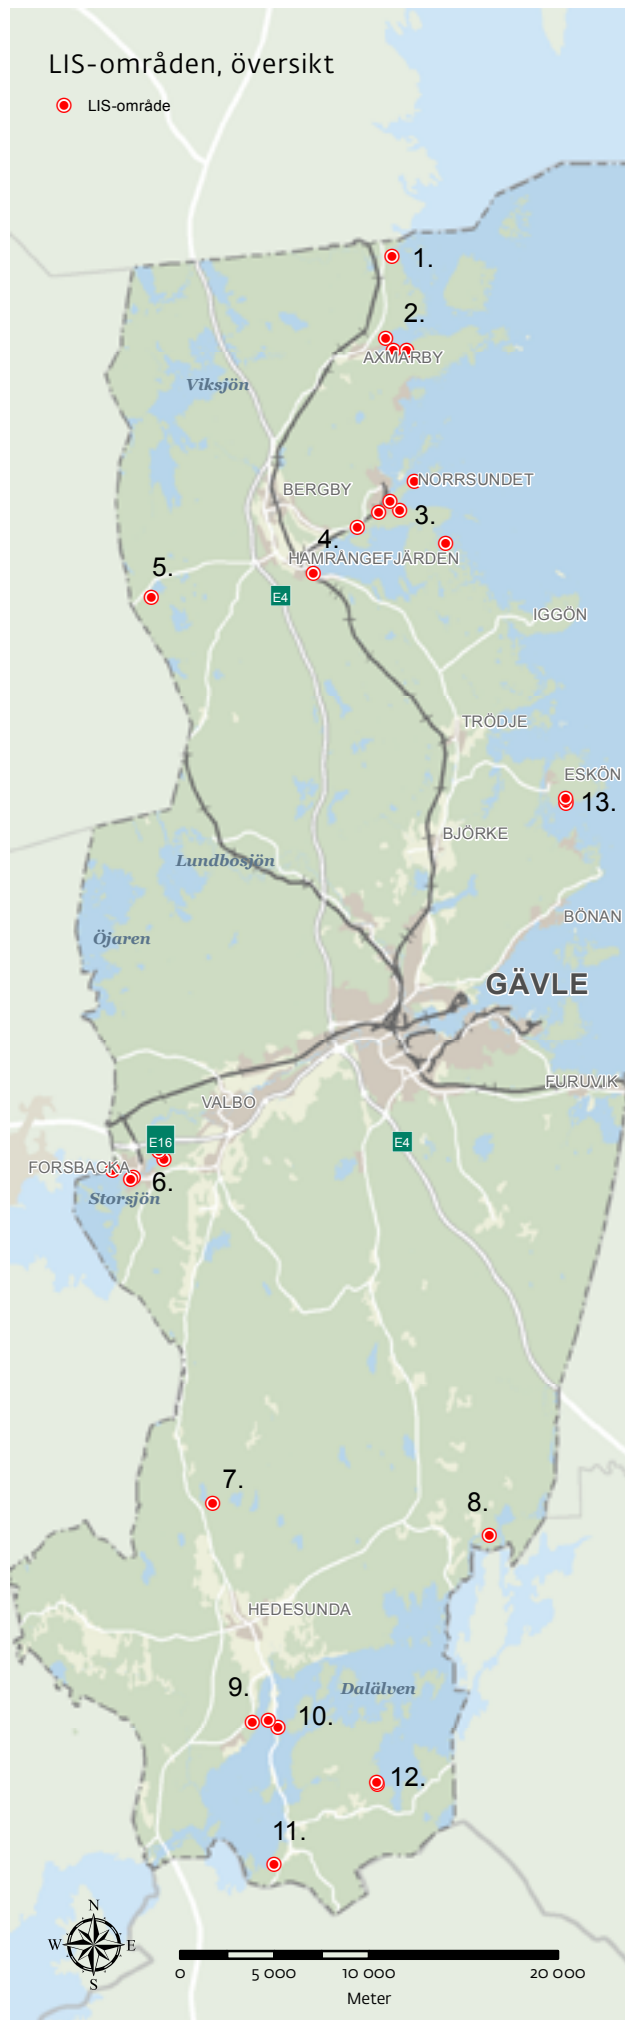 LIS-områden, översikt
LIS-område
1.
2.
AXMARBY
Viksjön
NORRSUNDET
BERGBY
3.
4.
HAMRÅNGEFJÄRDEN
5.
E4
IGGÖN
TRÖDJE
ESKÖN
13.
BJÖRKE
Lundbosjön
BÖNAN
Öjaren
GÄVLE
FURUVIK
VALBO
E16
E4
FORSBACKA
6.
Storsjön
7.
8.
HEDESUNDA
Dalälven
9.
10.
12.
11.
N
W E
S
0 5 000 10 000 20 000
Meter